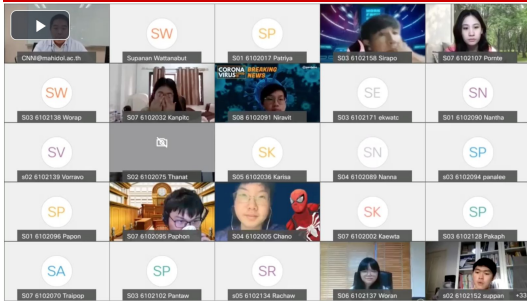 CNNI@mahidol.ac.th
SW
Supanan Wattanabut
SP
S01 6102017 Patriya
S03 6102158 Sirapo
S07 6102107 Pornte
SW
S03 6102138 Worap
S07 6102032 Kanpitc
CORONA VIRUS BREAKING NEWS
S08 6102091 Niravit
SE
S03 6102171 ekwatc
SN
S01 6102090 Nantha
SV
s02 6102139 Vorravo
S02 6102075 Thanat
SK
S05 6102036 Karisa
SN
S04 6102089 Nanna
SP
s03 6102094 panalee
SP
S01 6102096 Papon
S07 6102095 Paphon
S04 6102005 Chano
SK
S07 6102002 Kaewta
SP
S03 6102128 Pakaph
SA
S07 6102070 Traipop
SP
S03 6102102 Pantaw
SR
s05 6102134 Rachaw
S06 6102137 Woran
s02 6102152 suppan